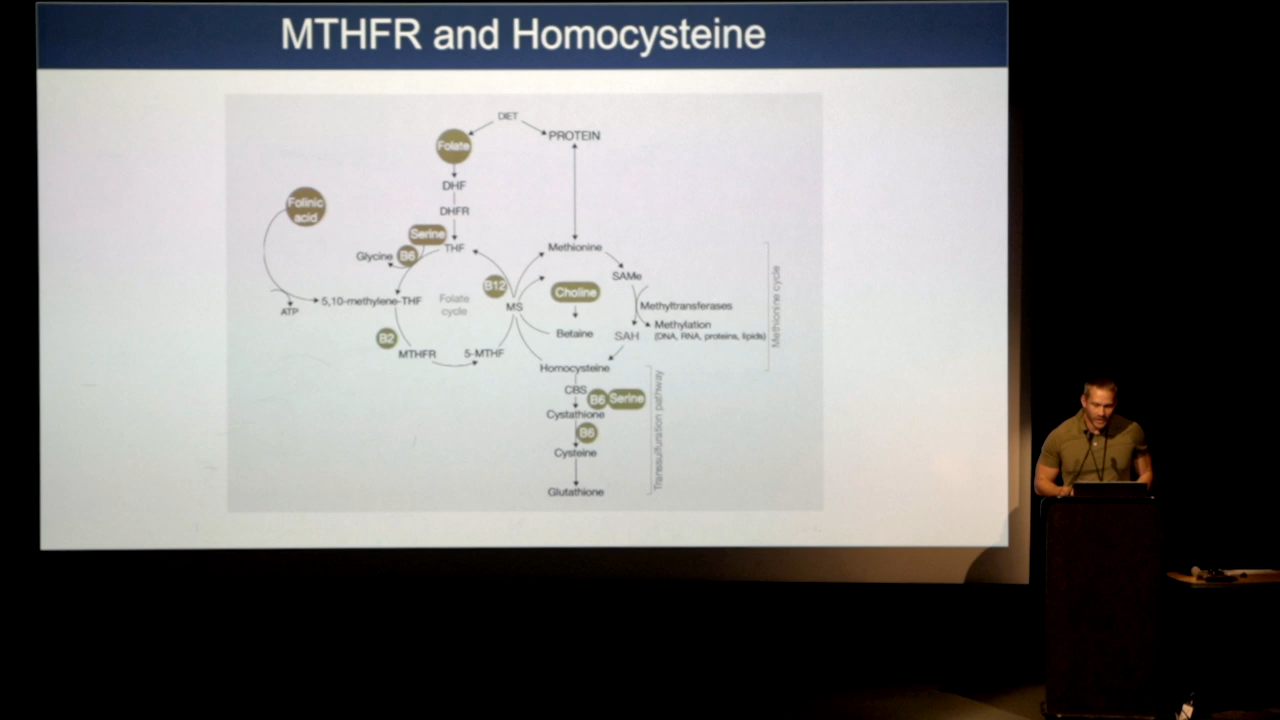 MTHFR and Homocysteine
DIET
Folate
PROTEIN
DHF
DHFR
Folinic
acid
Serine
Glycine
B6
THF
Methionine
SAMe
B12
Choline
5,10-methylene-THF
Folate
cycle
MS
Methyltransferases
ATP
Methylation
(DNA, RNA, proteins, lipids)
Methionine cycle
B2
Betaine
SAH
MTHFR
5-MTHF
Homocysteine
CBS
B6
Serine
Cystathione
B6
Cysteine
Glutathione
Transsulfuration pathway